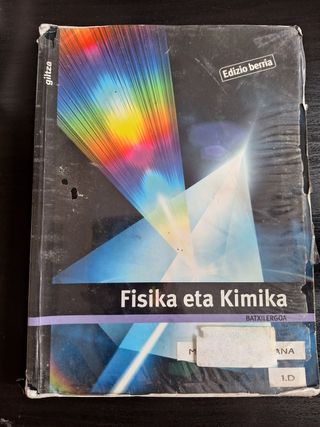 giltza
Edizio berria
Fisika eta Kimika
BATXILERGOA
1.D